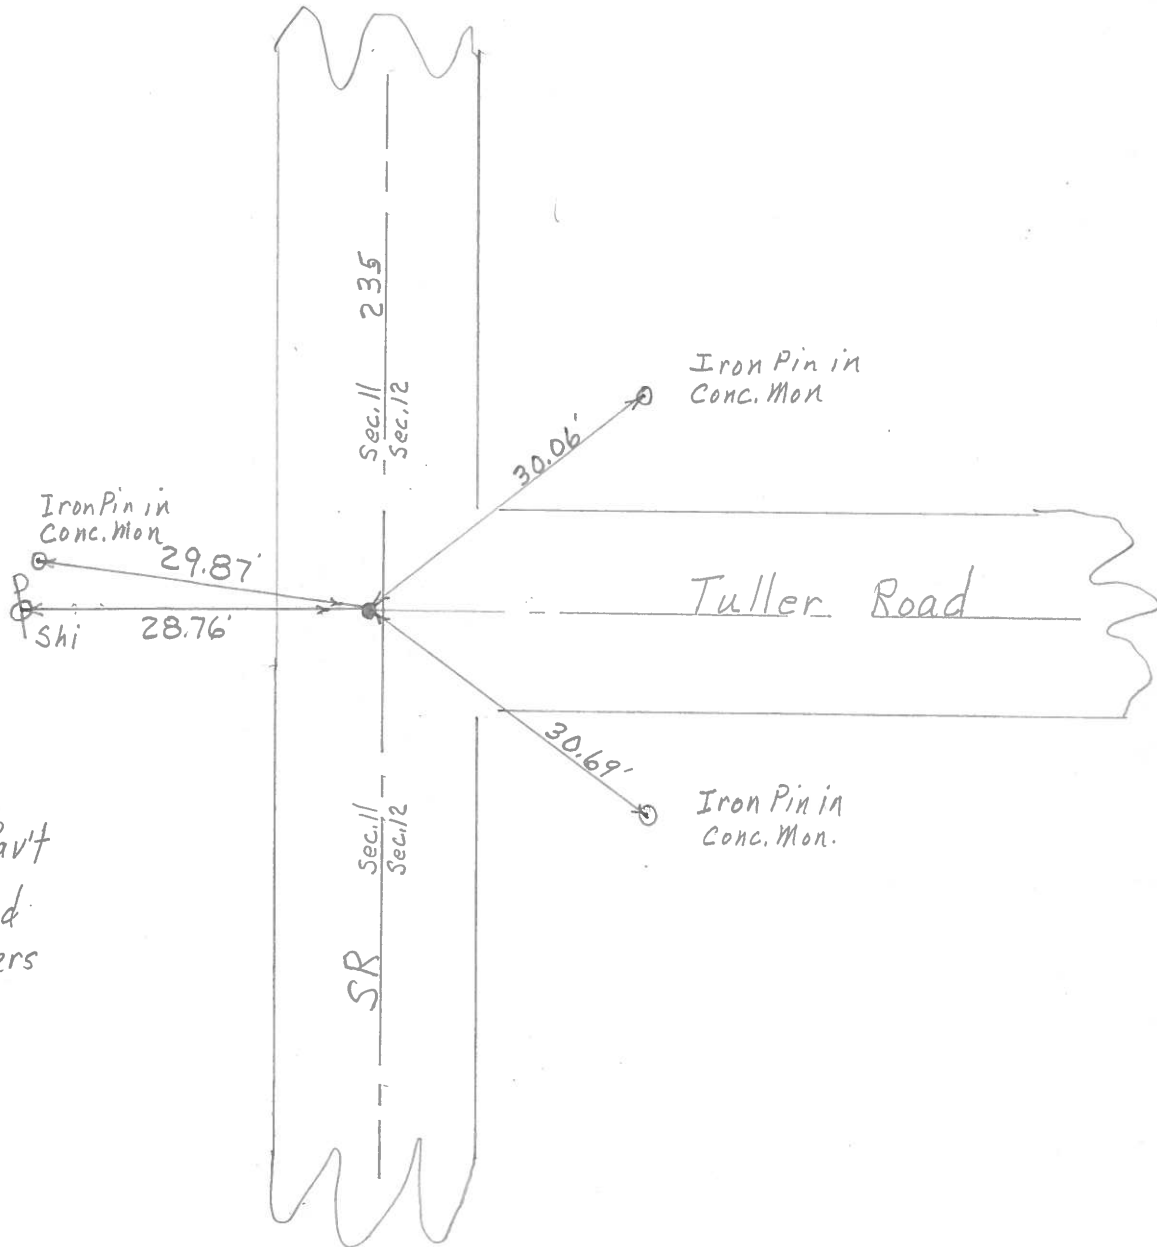 235
Sec.11
Sec.12
Iron Pin in
Conc. Mon
30.06'
Iron Pin in
Conc. Mon
29.87'
P
Shi
28.76'
Tuller Road
30.69'
Iron Pin in
Conc. Mon.
Sec.11
Sec.12
SR
av't
d
ers